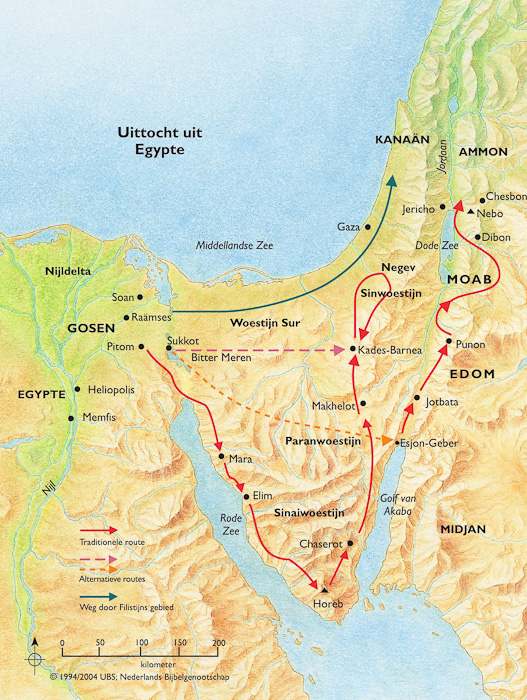 Uittocht uit
Egypte
KANAÄN
AMMON
Jordaan
Chesbon
Jericho
Nebo
Gaza
Dibon
Middellandse Zee
Dode Zee
Nijldelta
Negev
MOAB
Sinwoestijn
Soan
Raämses
Woestijn Sur
GOSEN
Sukkot
Pitom
Bitter Meren
Kades-Barnea
Punon
EDOM
EGYPTE
Heliopolis
Makhelot
Jotbata
Memfis
Paranwoestijn
Esjon-Geber
Mara
Nijl
Elim
Golf van
Akaba
Rode
Zee
Sinaïwoestijn
MIDJAN
Chaserot
Horeb
Traditionele route
Alternatieve routes
Weg door Filistijns gebied
0 50 100 150 200
kilometer
© 1994/2004 UBS; Nederlands Bijbelgenootschap